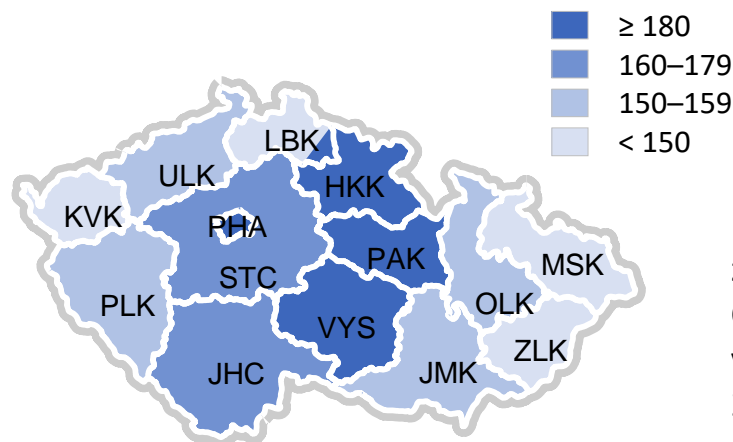 ≥ 180
160–179
150–159
< 150
LBK
ULK
HKK
KVK
PHA
PAK
MSK
STC
PLK
OLK
VYS
ZLK
JHC
JMK